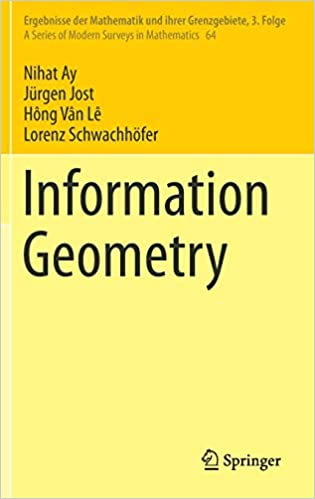 Ergebnisse der Mathematik und ihrer Grenzgebiete, 3. Folge
A Series of Modern Surveys in Mathematics 64
Nihat Ay
Jürgen Jost
Hông Vân Lê
Lorenz Schwachhöfer
Information
Geometry
Springer